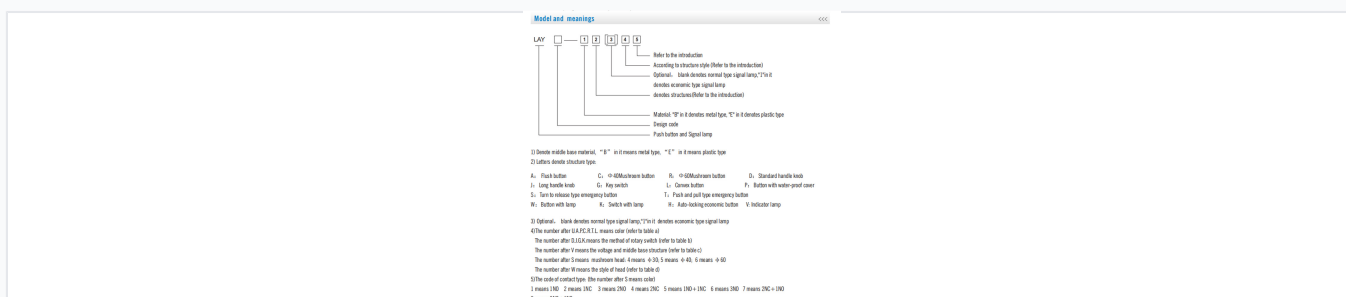 Model and meanings
<<<
LAY □ — 1 2 [3] 4 5
Refer to the introduction
According to structure style (Refer to the introduction)
Optional: blank denotes normal type signal lamp,"1"in it
denotes economic type signal lamp
denotes structures(Refer to the introduction)
Material: "B" in it denotes metal type, "E" in it denotes plastic type
Design code
Push button and Signal lamp
1) Denote middle base material, "B" in it means metal type, "E" in it means plastic type
2) Letters denote structure type:
A: Flush button C: Φ40Mushroom button R: Φ60Mushroom button D: Standard handle knob
J: Long handle knob G: Key switch L: Convex button P: Button with water-proof cover
S: Turn to release type emergency button T: Push and pull type emergency button
W: Button with lamp K: Switch with lamp H: Auto-locking economic button V: Indicator lamp
3) Optional: blank denotes normal type signal lamp,"1"in it denotes economic type signal lamp
4)The number after U.A.P.C.R.T.L. means color (refer to table a)
The number after D.J.G.K.means the method of rotary switch (refer to table b)
The number after V means the voltage and middle base structure (refer to table c)
The number after S means mushroom head: 4 means Φ30; 5 means Φ40; 6 means Φ60
The number after W means the style of head (refer to table d)
5)The code of contact type: (the number after S means color)
1 means 1NO 2 means 1NC 3 means 2NO 4 means 2NC 5 means 1NO+1NC 6 means 3NO 7 means 2NC+1NO